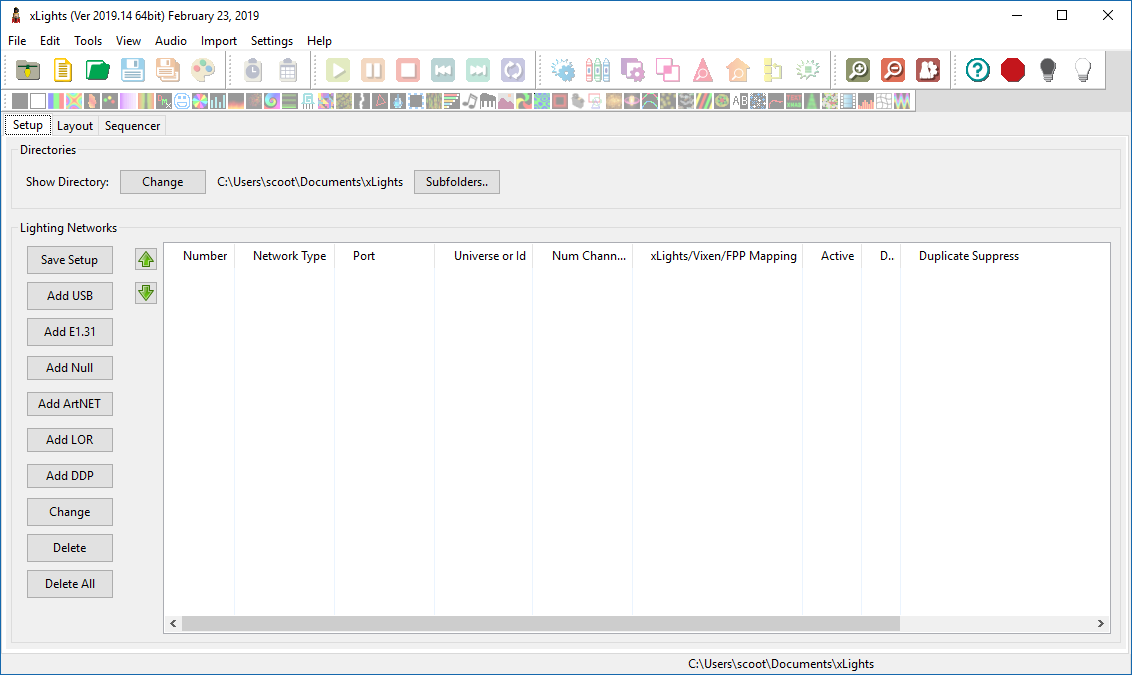 xLights (Ver 2019.14 64bit) February 23, 2019
File Edit Tools View Audio Import Settings Help
Setup Layout Sequencer
Directories
Show Directory: Change C:\Users\scoot\Documents\xLights Subfolders..
Lighting Networks
Number Network Type Port Universe or Id Num Chann... xLights/Vixen/FPP Mapping Active D.. Duplicate Suppress
Save Setup
Add USB
Add E1.31
Add Null
Add ArtNET
Add LOR
Add DDP
Change
Delete
Delete All
C:\Users\scoot\Documents\xLights